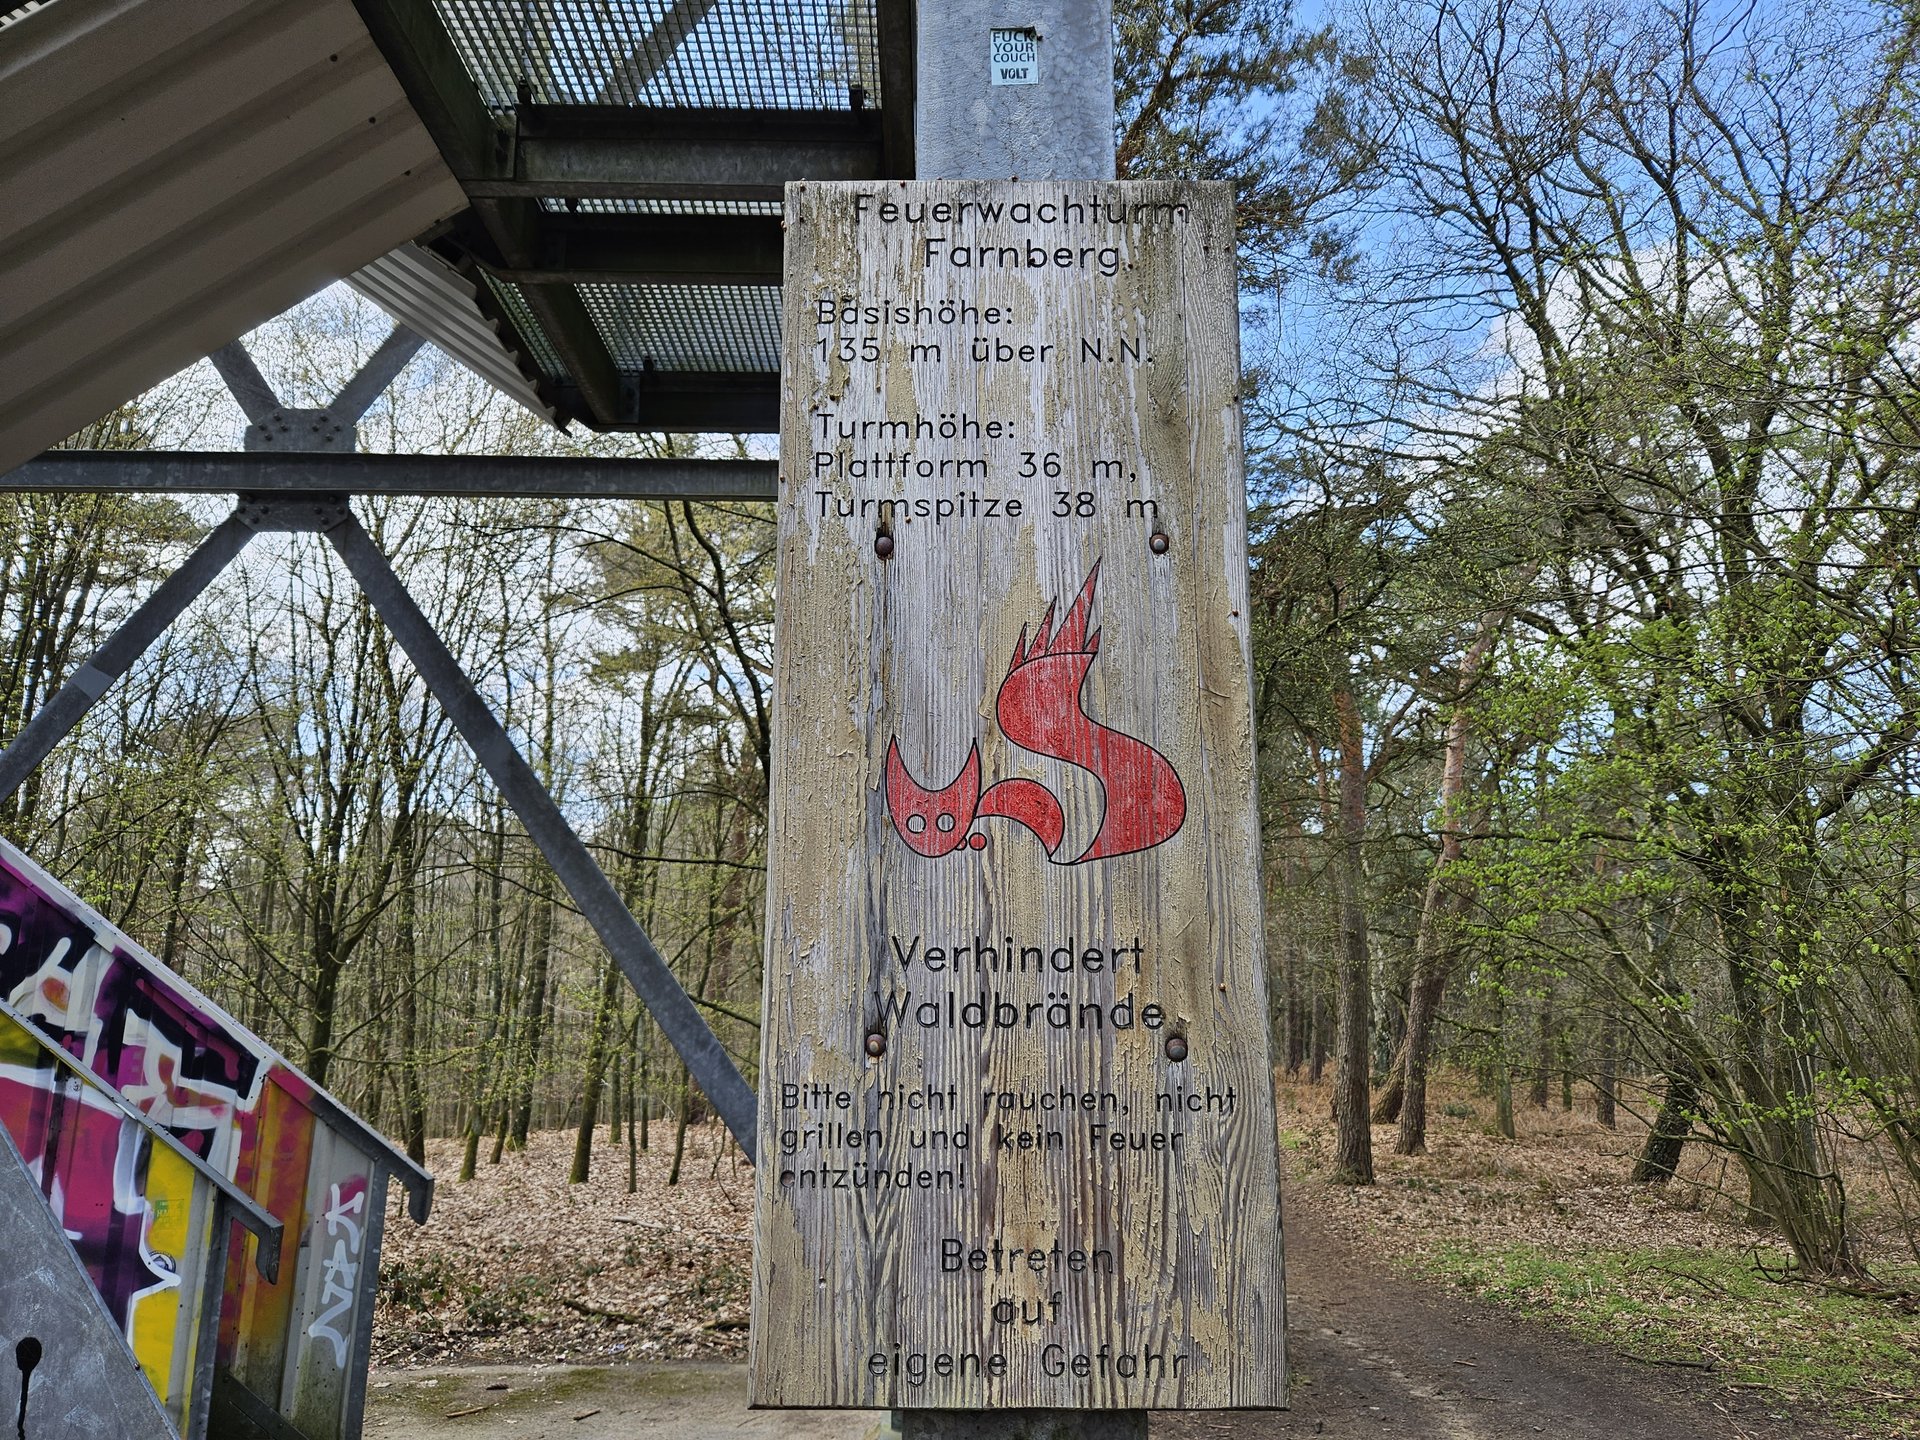 FUCK
YOUR
COUCH
VOLT
Feuerwachturm
Farnberg
Basishöhe:
135 m über N.N.
Turmhöhe:
Plattform 36 m,
Turmspitze 38 m
Verhindert
Waldbrände
Bitte nicht rauchen, nicht
grillen und kein Feuer
entzünden!
Betreten
auf
eigene Gefahr